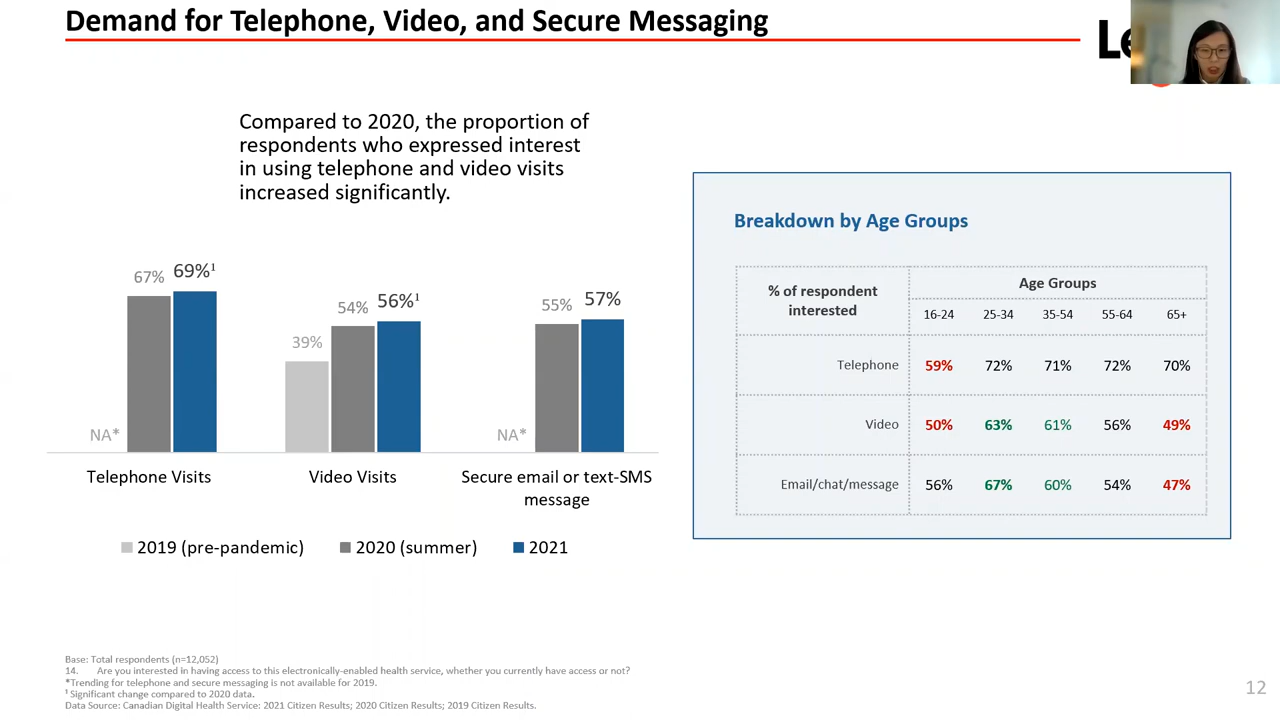 Demand for Telephone, Video, and Secure Messaging
Le
Compared to 2020, the proportion of
respondents who expressed interest
in using telephone and video visits
increased significantly.
NA*
67%
69%¹
39%
54%
56%¹
NA*
55%
57%
Telephone Visits
Video Visits
Secure email or text-SMS
message
2019 (pre-pandemic)
2020 (summer)
2021
Breakdown by Age Groups
% of respondent
interested
Age Groups
16-24 25-34 35-54 55-64 65+
Telephone 59% 72% 71% 72% 70%
Video 50% 63% 61% 56% 49%
Email/chat/message 56% 67% 60% 54% 47%
Base: Total respondents (n=12,052)
14. Are you interested in having access to this electronically-enabled health service, whether you currently have access or not?
*Trending for telephone and secure messaging is not available for 2019.
¹ Significant change compared to 2020 data.
Data Source: Canadian Digital Health Service: 2021 Citizen Results; 2020 Citizen Results; 2019 Citizen Results.
12